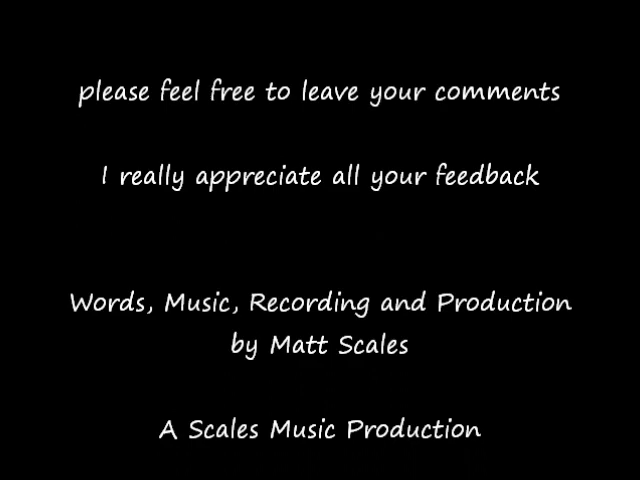 please feel free to leave your comments
I really appreciate all your feedback
Words, Music, Recording and Production
by Matt Scales
A Scales Music Production